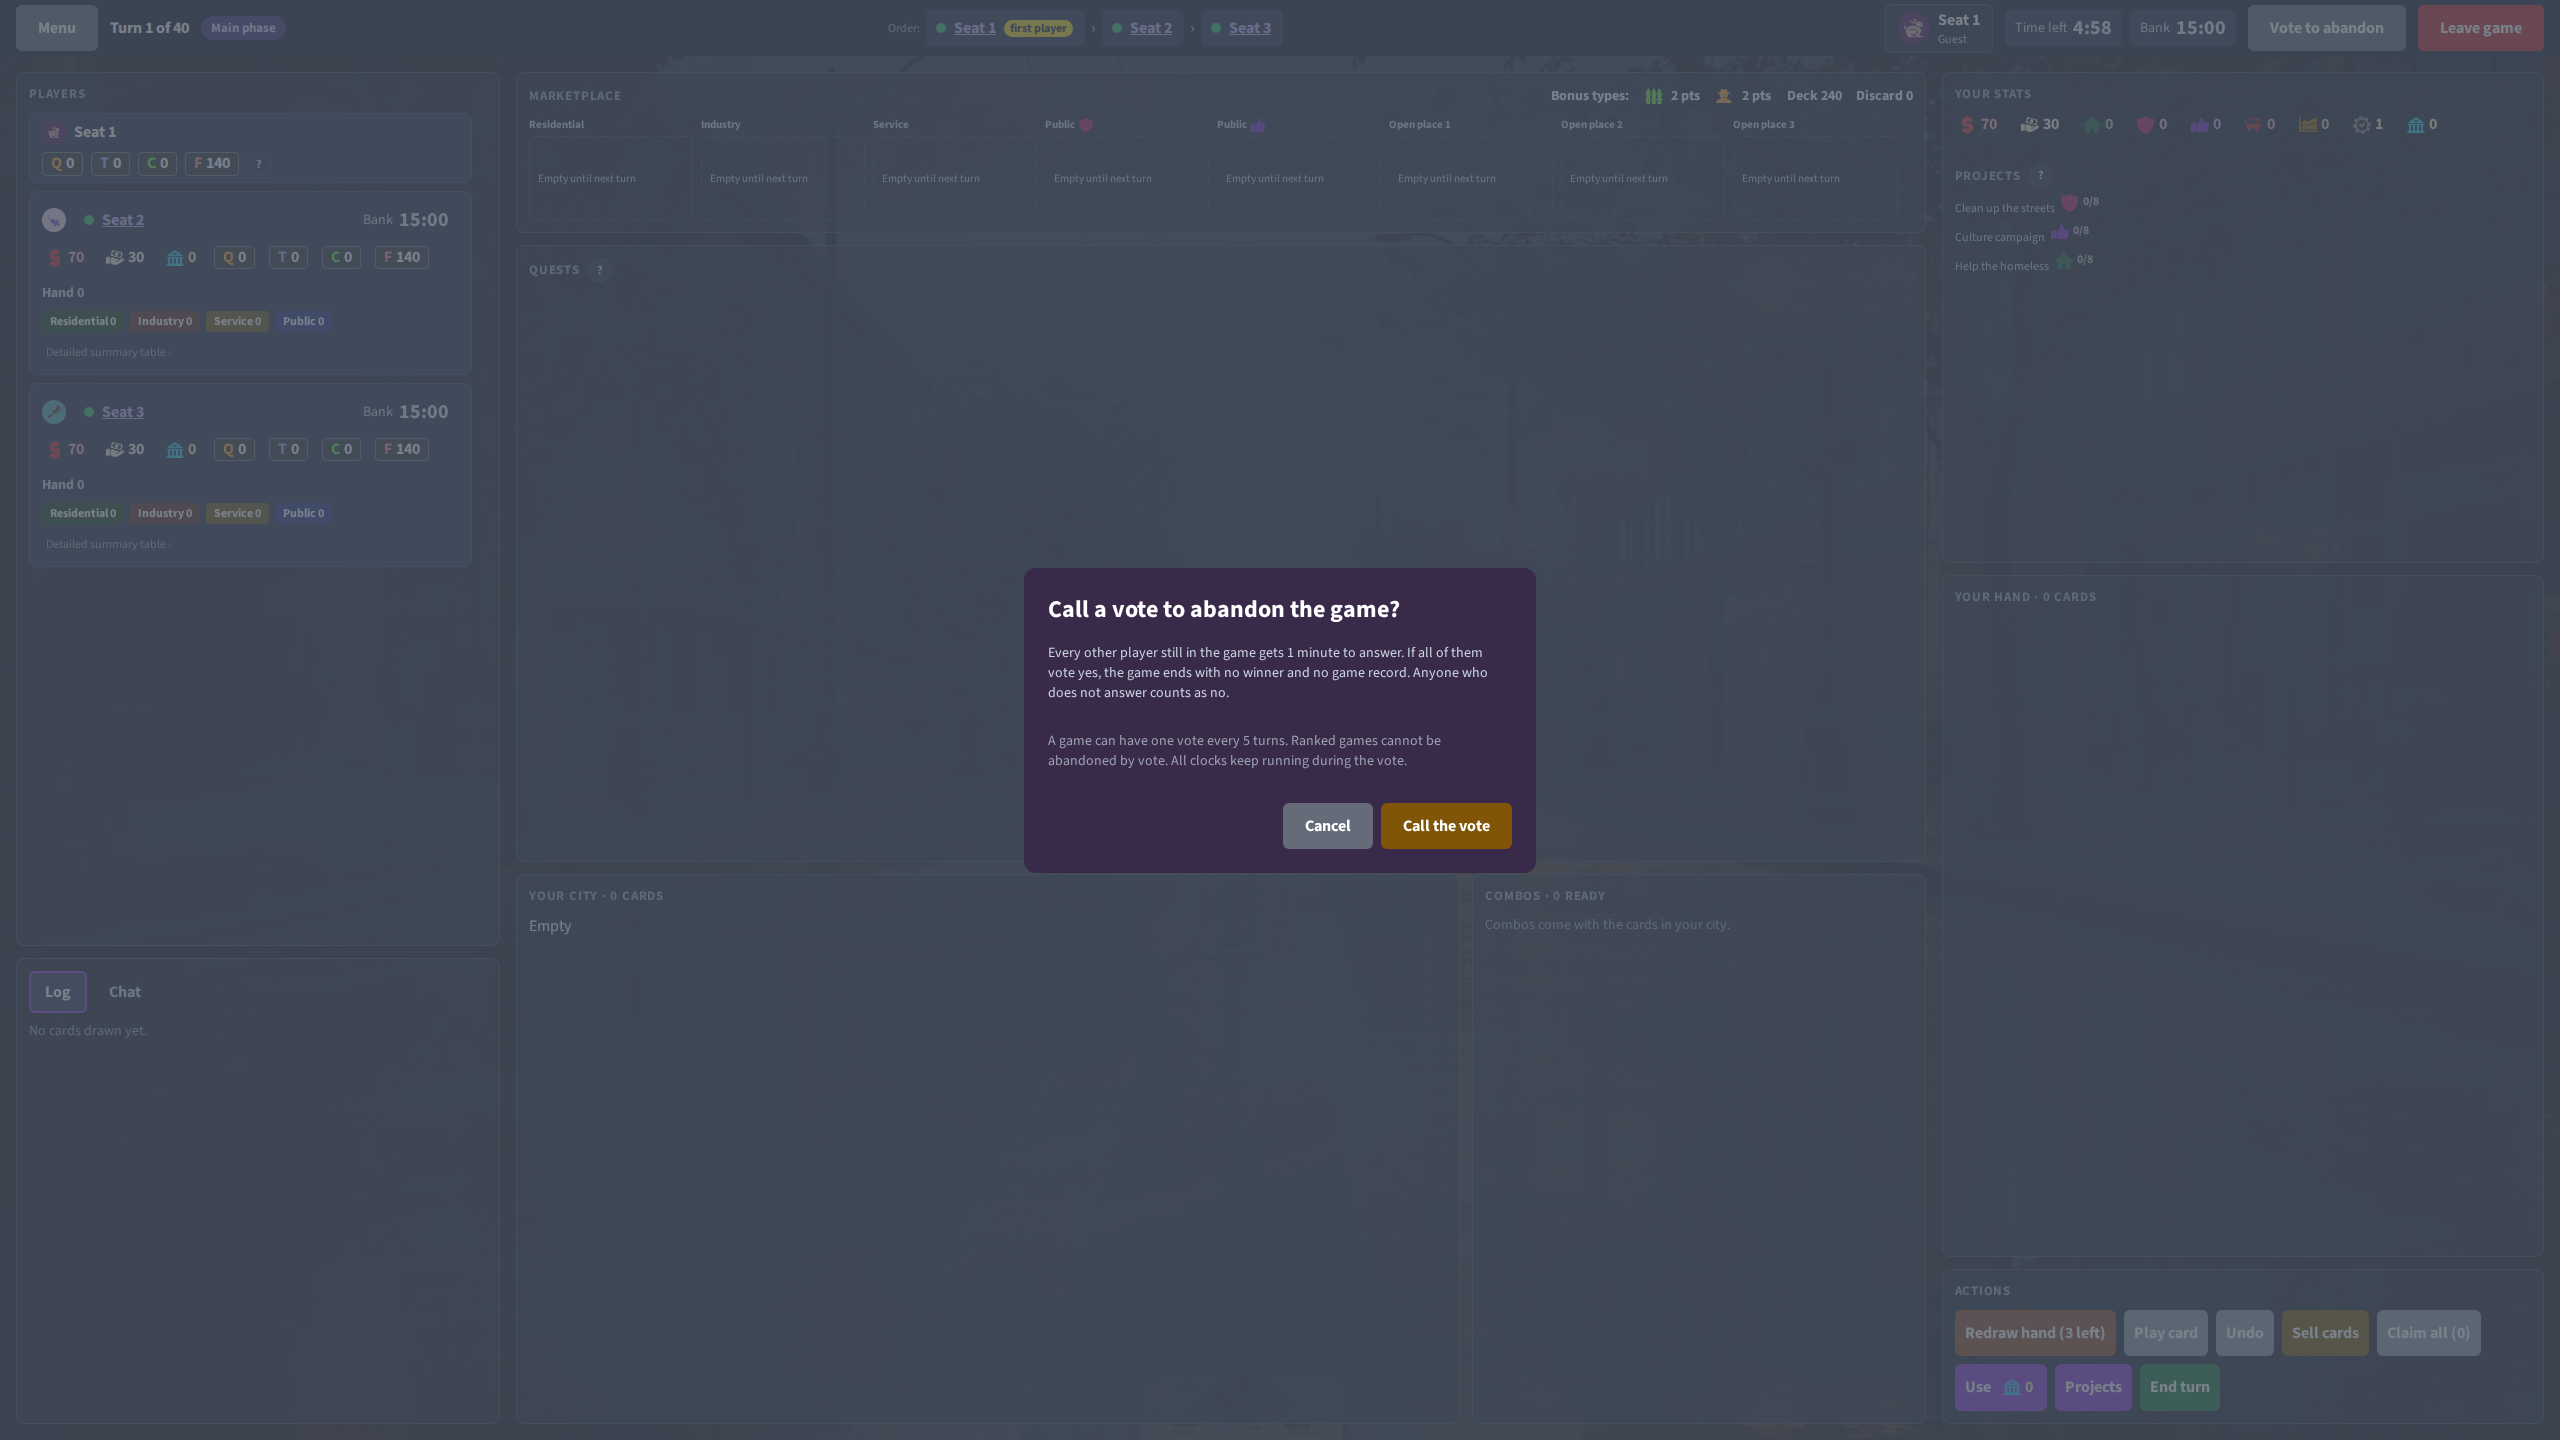 Menu
Turn 1 of 40
Main phase
Order:
Seat 1
first player
›
Seat 2
›
Seat 3
Seat 1
Guest
Time left 4:58
Bank 15:00
Vote to abandon
Leave game
PLAYERS
Seat 1
Q 0
T 0
C 0
F 140
?
Seat 2
Bank 15:00
70
30
0
Q 0
T 0
C 0
F 140
Hand 0
Residential 0
Industry 0
Service 0
Public 0
Detailed summary table ›
Seat 3
Bank 15:00
70
30
0
Q 0
T 0
C 0
F 140
Hand 0
Residential 0
Industry 0
Service 0
Public 0
Detailed summary table ›
Log
Chat
No cards drawn yet.
MARKETPLACE
Bonus types:
2 pts
2 pts
Deck 240
Discard 0
Residential
Industry
Service
Public
Public
Open place 1
Open place 2
Open place 3
Empty until next turn
Empty until next turn
Empty until next turn
Empty until next turn
Empty until next turn
Empty until next turn
Empty until next turn
Empty until next turn
QUESTS
?
Call a vote to abandon the game?
Every other player still in the game gets 1 minute to answer. If all of them
vote yes, the game ends with no winner and no game record. Anyone who
does not answer counts as no.
A game can have one vote every 5 turns. Ranked games cannot be
abandoned by vote. All clocks keep running during the vote.
Cancel
Call the vote
YOUR CITY · 0 CARDS
Empty
COMBOS · 0 READY
Combos come with the cards in your city.
YOUR STATS
70
30
0
0
0
0
0
1
0
PROJECTS
?
Clean up the streets
0/8
Culture campaign
0/8
Help the homeless
0/8
YOUR HAND · 0 CARDS
ACTIONS
Redraw hand (3 left)
Play card
Undo
Sell cards
Claim all (0)
Use
0
Projects
End turn